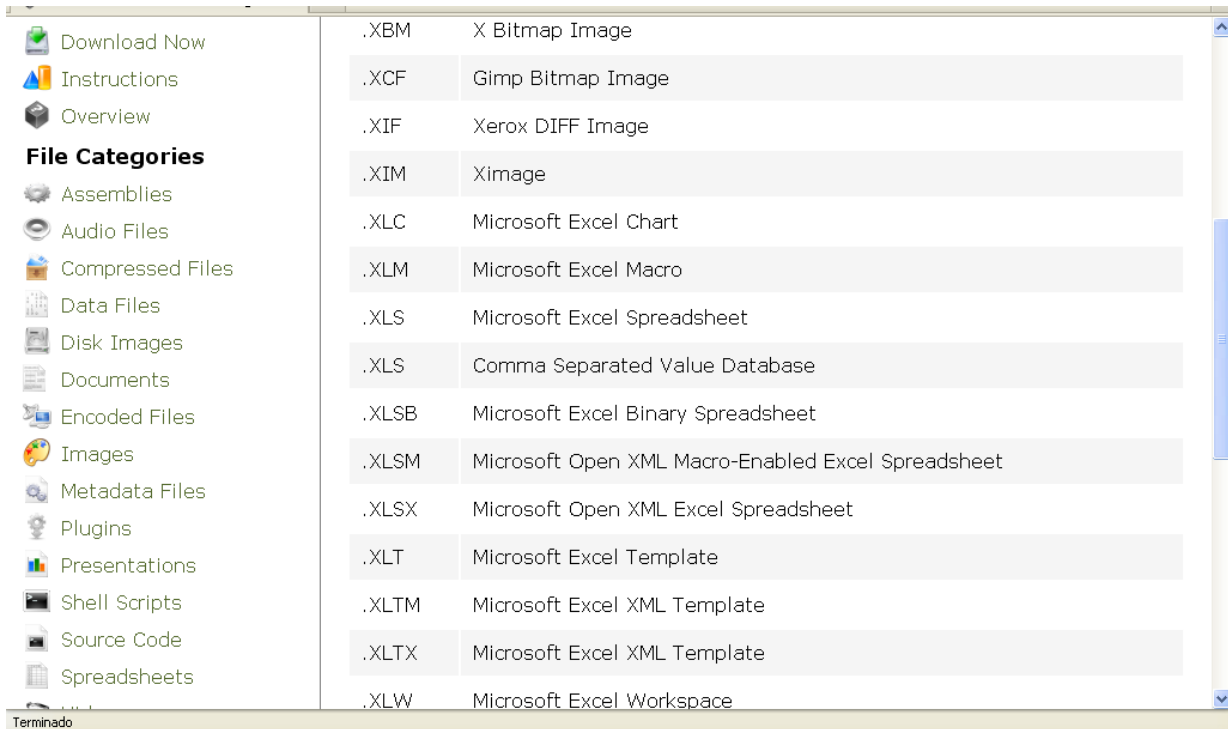 Download Now
Instructions
Overview
File Categories
Assemblies
Audio Files
Compressed Files
Data Files
Disk Images
Documents
Encoded Files
Images
Metadata Files
Plugins
Presentations
Shell Scripts
Source Code
Spreadsheets
.XBM X Bitmap Image
.XCF Gimp Bitmap Image
.XIF Xerox DIFF Image
.XIM Ximage
.XLC Microsoft Excel Chart
.XLM Microsoft Excel Macro
.XLS Microsoft Excel Spreadsheet
.XLS Comma Separated Value Database
.XLSB Microsoft Excel Binary Spreadsheet
.XLSM Microsoft Open XML Macro-Enabled Excel Spreadsheet
.XLSX Microsoft Open XML Excel Spreadsheet
.XLT Microsoft Excel Template
.XLTM Microsoft Excel XML Template
.XLTX Microsoft Excel XML Template
.XLW Microsoft Excel Workspace
Terminado